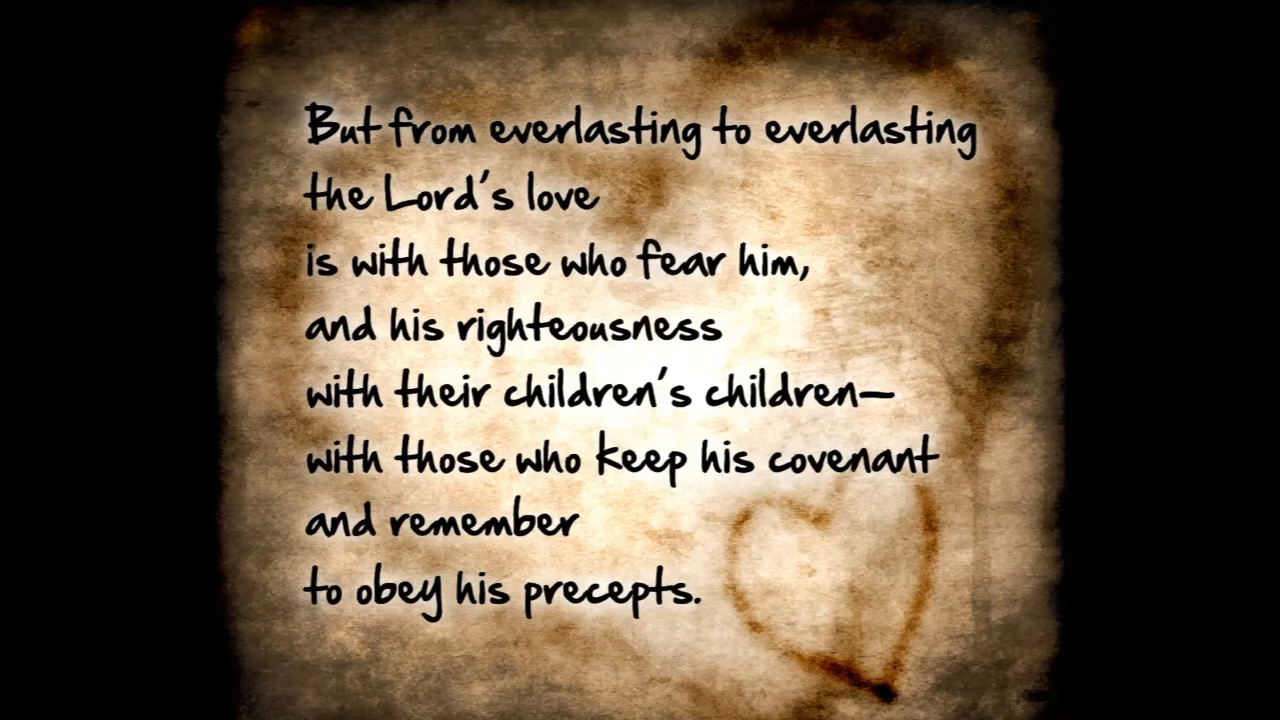 But from everlasting to everlasting
the Lord's love
is with those who fear him,
and his righteousness
with their children's children—
with those who keep his covenant
and remember
to obey his precepts.